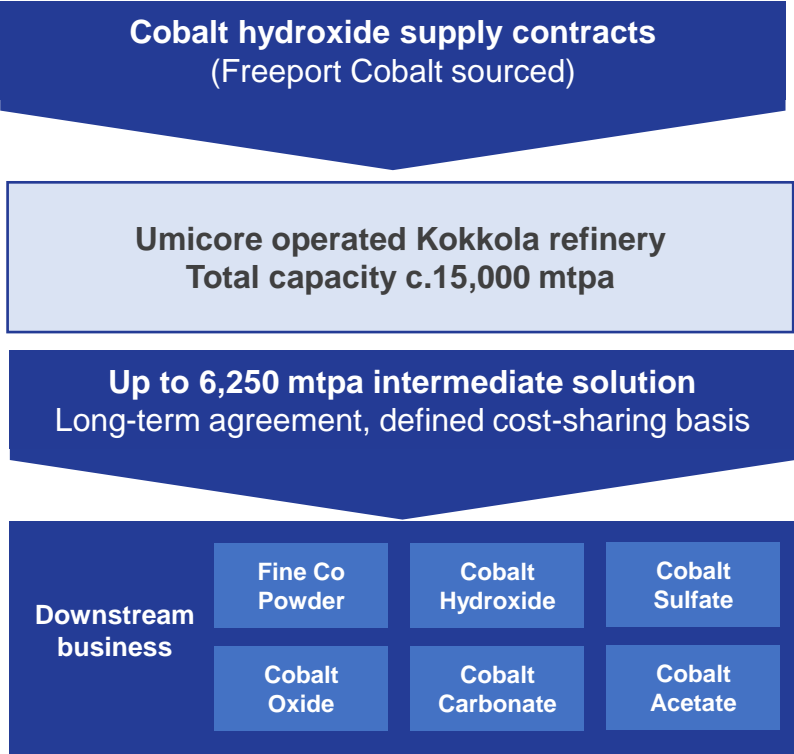 Cobalt hydroxide supply contracts
(Freeport Cobalt sourced)
Umicore operated Kokkola refinery
Total capacity c.15,000 mtpa
Up to 6,250 mtpa intermediate solution
Long-term agreement, defined cost-sharing basis
Downstream
business
Fine Co
Powder
Cobalt
Hydroxide
Cobalt
Sulfate
Cobalt
Oxide
Cobalt
Carbonate
Cobalt
Acetate